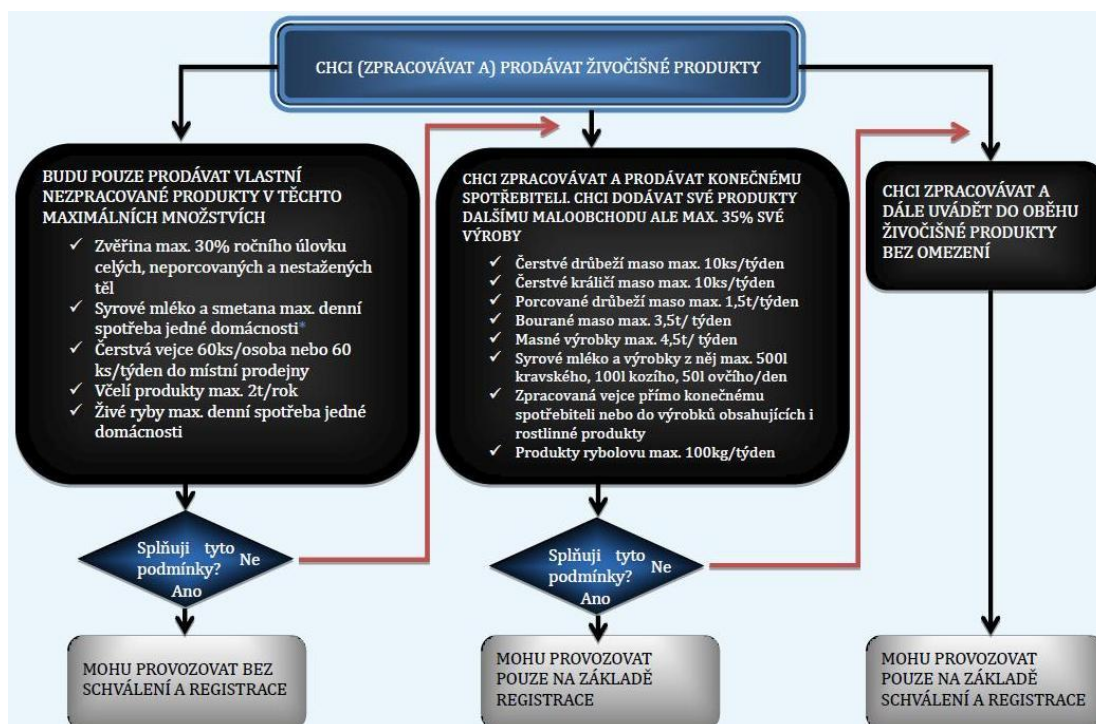 CHCI (ZPRACOVÁVAT A) PRODÁVAT ŽIVOČIŠNÉ PRODUKTY
BUDU POUZE PRODÁVAT VLASTNÍ
NEZPRACOVANÉ PRODUKTY V TĚCHTO
MAXIMÁLNÍCH MNOŽSTVÍCH
✓ Zvěřina max. 30% ročního úlovku
celých, neporcovaných a nestažených
těl
✓ Syrové mléko a smetana max. denní
spotřeba jedné domácnosti*
✓ Čerstvá vejce 60ks/osoba nebo 60
ks/týden do místní prodejny
✓ Včelí produkty max. 2t/rok
✓ Živé ryby max. denní spotřeba jedné
domácnosti
Splňuji tyto
podmínky?
Ne
Ano
MOHU PROVOZOVAT BEZ
SCHVÁLENÍ A REGISTRACE
CHCI ZPRACOVÁVAT A PRODÁVAT KONEČNÉMU
SPOTŘEBITELI. CHCI DODÁVAT SVÉ PRODUKTY
DALŠÍMU MALOOBCHODU ALE MAX. 35% SVÉ
VÝROBY
✓ Čerstvé drůbeží maso max. 10ks/týden
✓ Čerstvé králičí maso max. 10ks/týden
✓ Porcované drůbeží maso max. 1,5t/týden
✓ Bourané maso max. 3,5t/ týden
✓ Masné výrobky max. 4,5t/ týden
✓ Syrové mléko a výrobky z něj max. 500l
kravského, 100l kozího, 50l ovčího/den
✓ Zpracovaná vejce přímo konečnému
spotřebiteli nebo do výrobků obsahujících i
rostlinné produkty
✓ Produkty rybolovu max. 100kg/týden
Splňuji tyto
podmínky?
Ne
Ano
MOHU PROVOZOVAT
POUZE NA ZÁKLADĚ
REGISTRACE
CHCI ZPRACOVÁVAT A
DÁLE UVÁDĚT DO OBĚHU
ŽIVOČIŠNÉ PRODUKTY
BEZ OMEZENÍ
MOHU PROVOZOVAT
POUZE NA ZÁKLADĚ
SCHVÁLENÍ A REGISTRACE